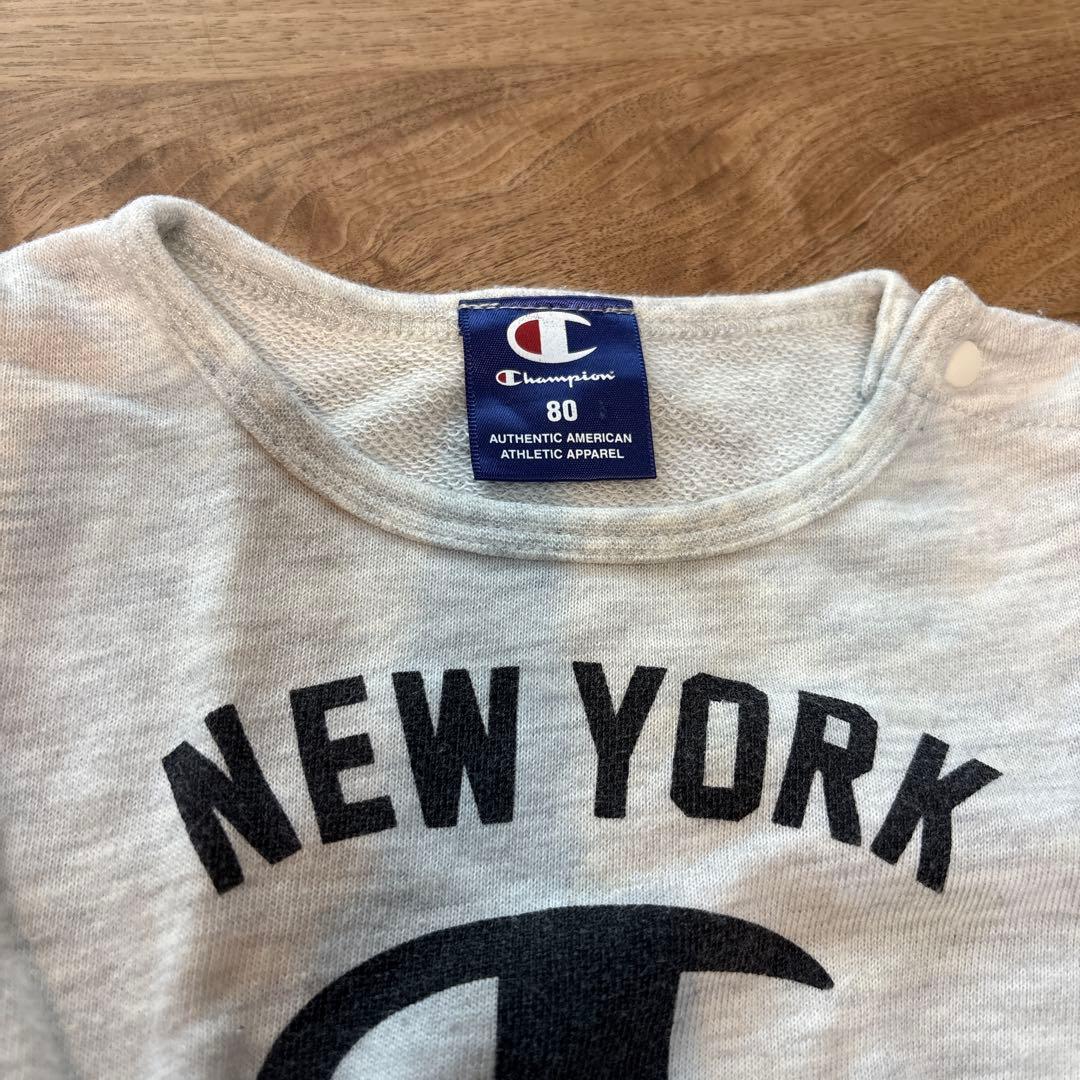 Champion
80
AUTHENTIC AMERICAN
ATHLETIC APPAREL
NEW YORK